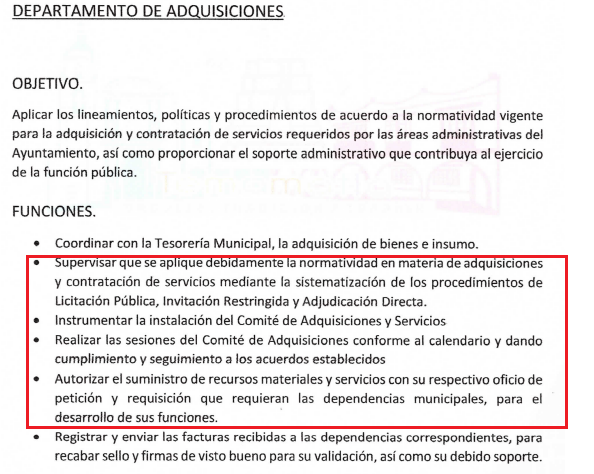 DEPARTAMENTO DE ADQUISICIONES
OBJETIVO.
Aplicar los lineamientos, políticas y procedimientos de acuerdo a la normatividad vigente
para la adquisición y contratación de servicios requeridos por las áreas administrativas del
Ayuntamiento, así como proporcionar el soporte administrativo que contribuya al ejercicio
de la función pública.
FUNCIONES.
• Coordinar con la Tesorería Municipal, la adquisición de bienes e insumo.
• Supervisar que se aplique debidamente la normatividad en materia de adquisiciones
y contratación de servicios mediante la sistematización de los procedimientos de
Licitación Pública, Invitación Restringida y Adjudicación Directa.
• Instrumentar la instalación del Comité de Adquisiciones y Servicios
• Realizar las sesiones del Comité de Adquisiciones conforme al calendario y dando
cumplimiento y seguimiento a los acuerdos establecidos
• Autorizar el suministro de recursos materiales y servicios con su respectivo oficio de
petición y requisición que requieran las dependencias municipales, para el
desarrollo de sus funciones.
• Registrar y enviar las facturas recibidas a las dependencias correspondientes, para
recabar sello y firmas de visto bueno para su validación, así como su debido soporte.